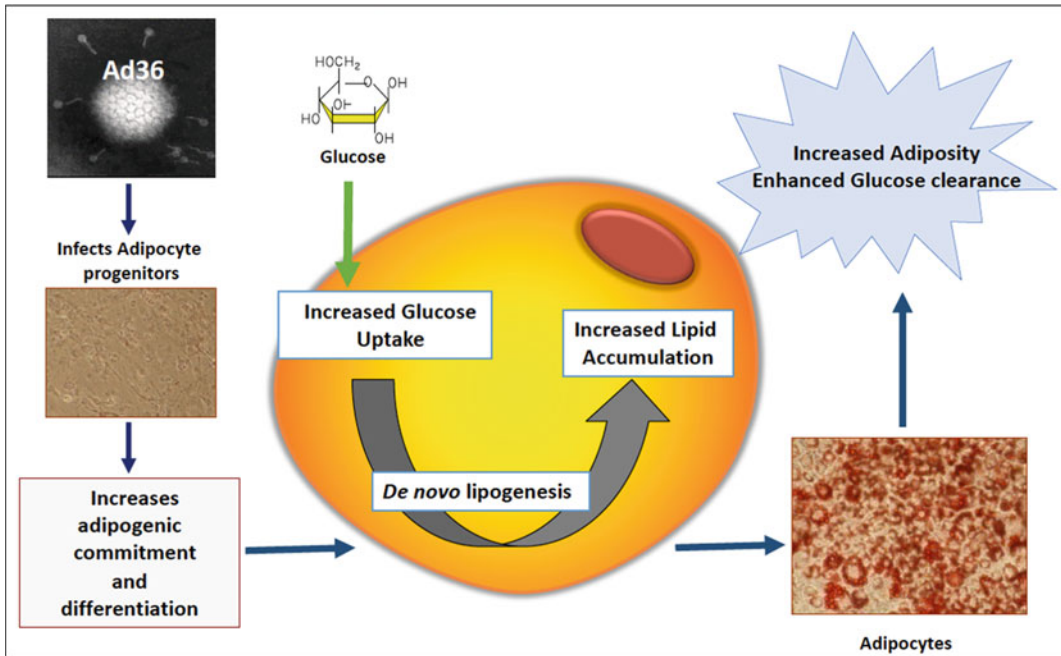 Ad36
Infects Adipocyte
progenitors
Increases
adipogenic
commitment
and
differentiation
HOCH₂
O
OH
OH
HO
OH
OH
Glucose
Increased Glucose
Uptake
De novo lipogenesis
Increased Lipid
Accumulation
Adipocytes
Increased Adiposity
Enhanced Glucose clearance